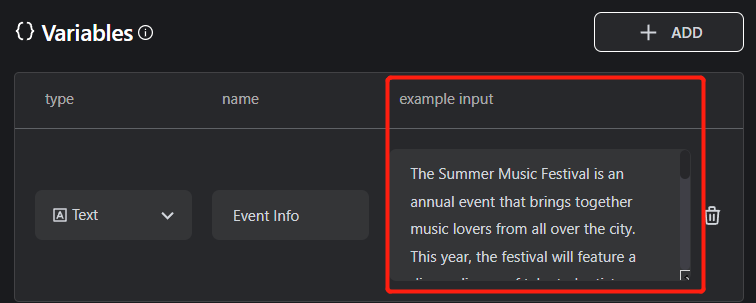 {} Variables
+ ADD
type name example input
Text
Event Info
The Summer Music Festival is an
annual event that brings together
music lovers from all over the city.
This year, the festival will feature a